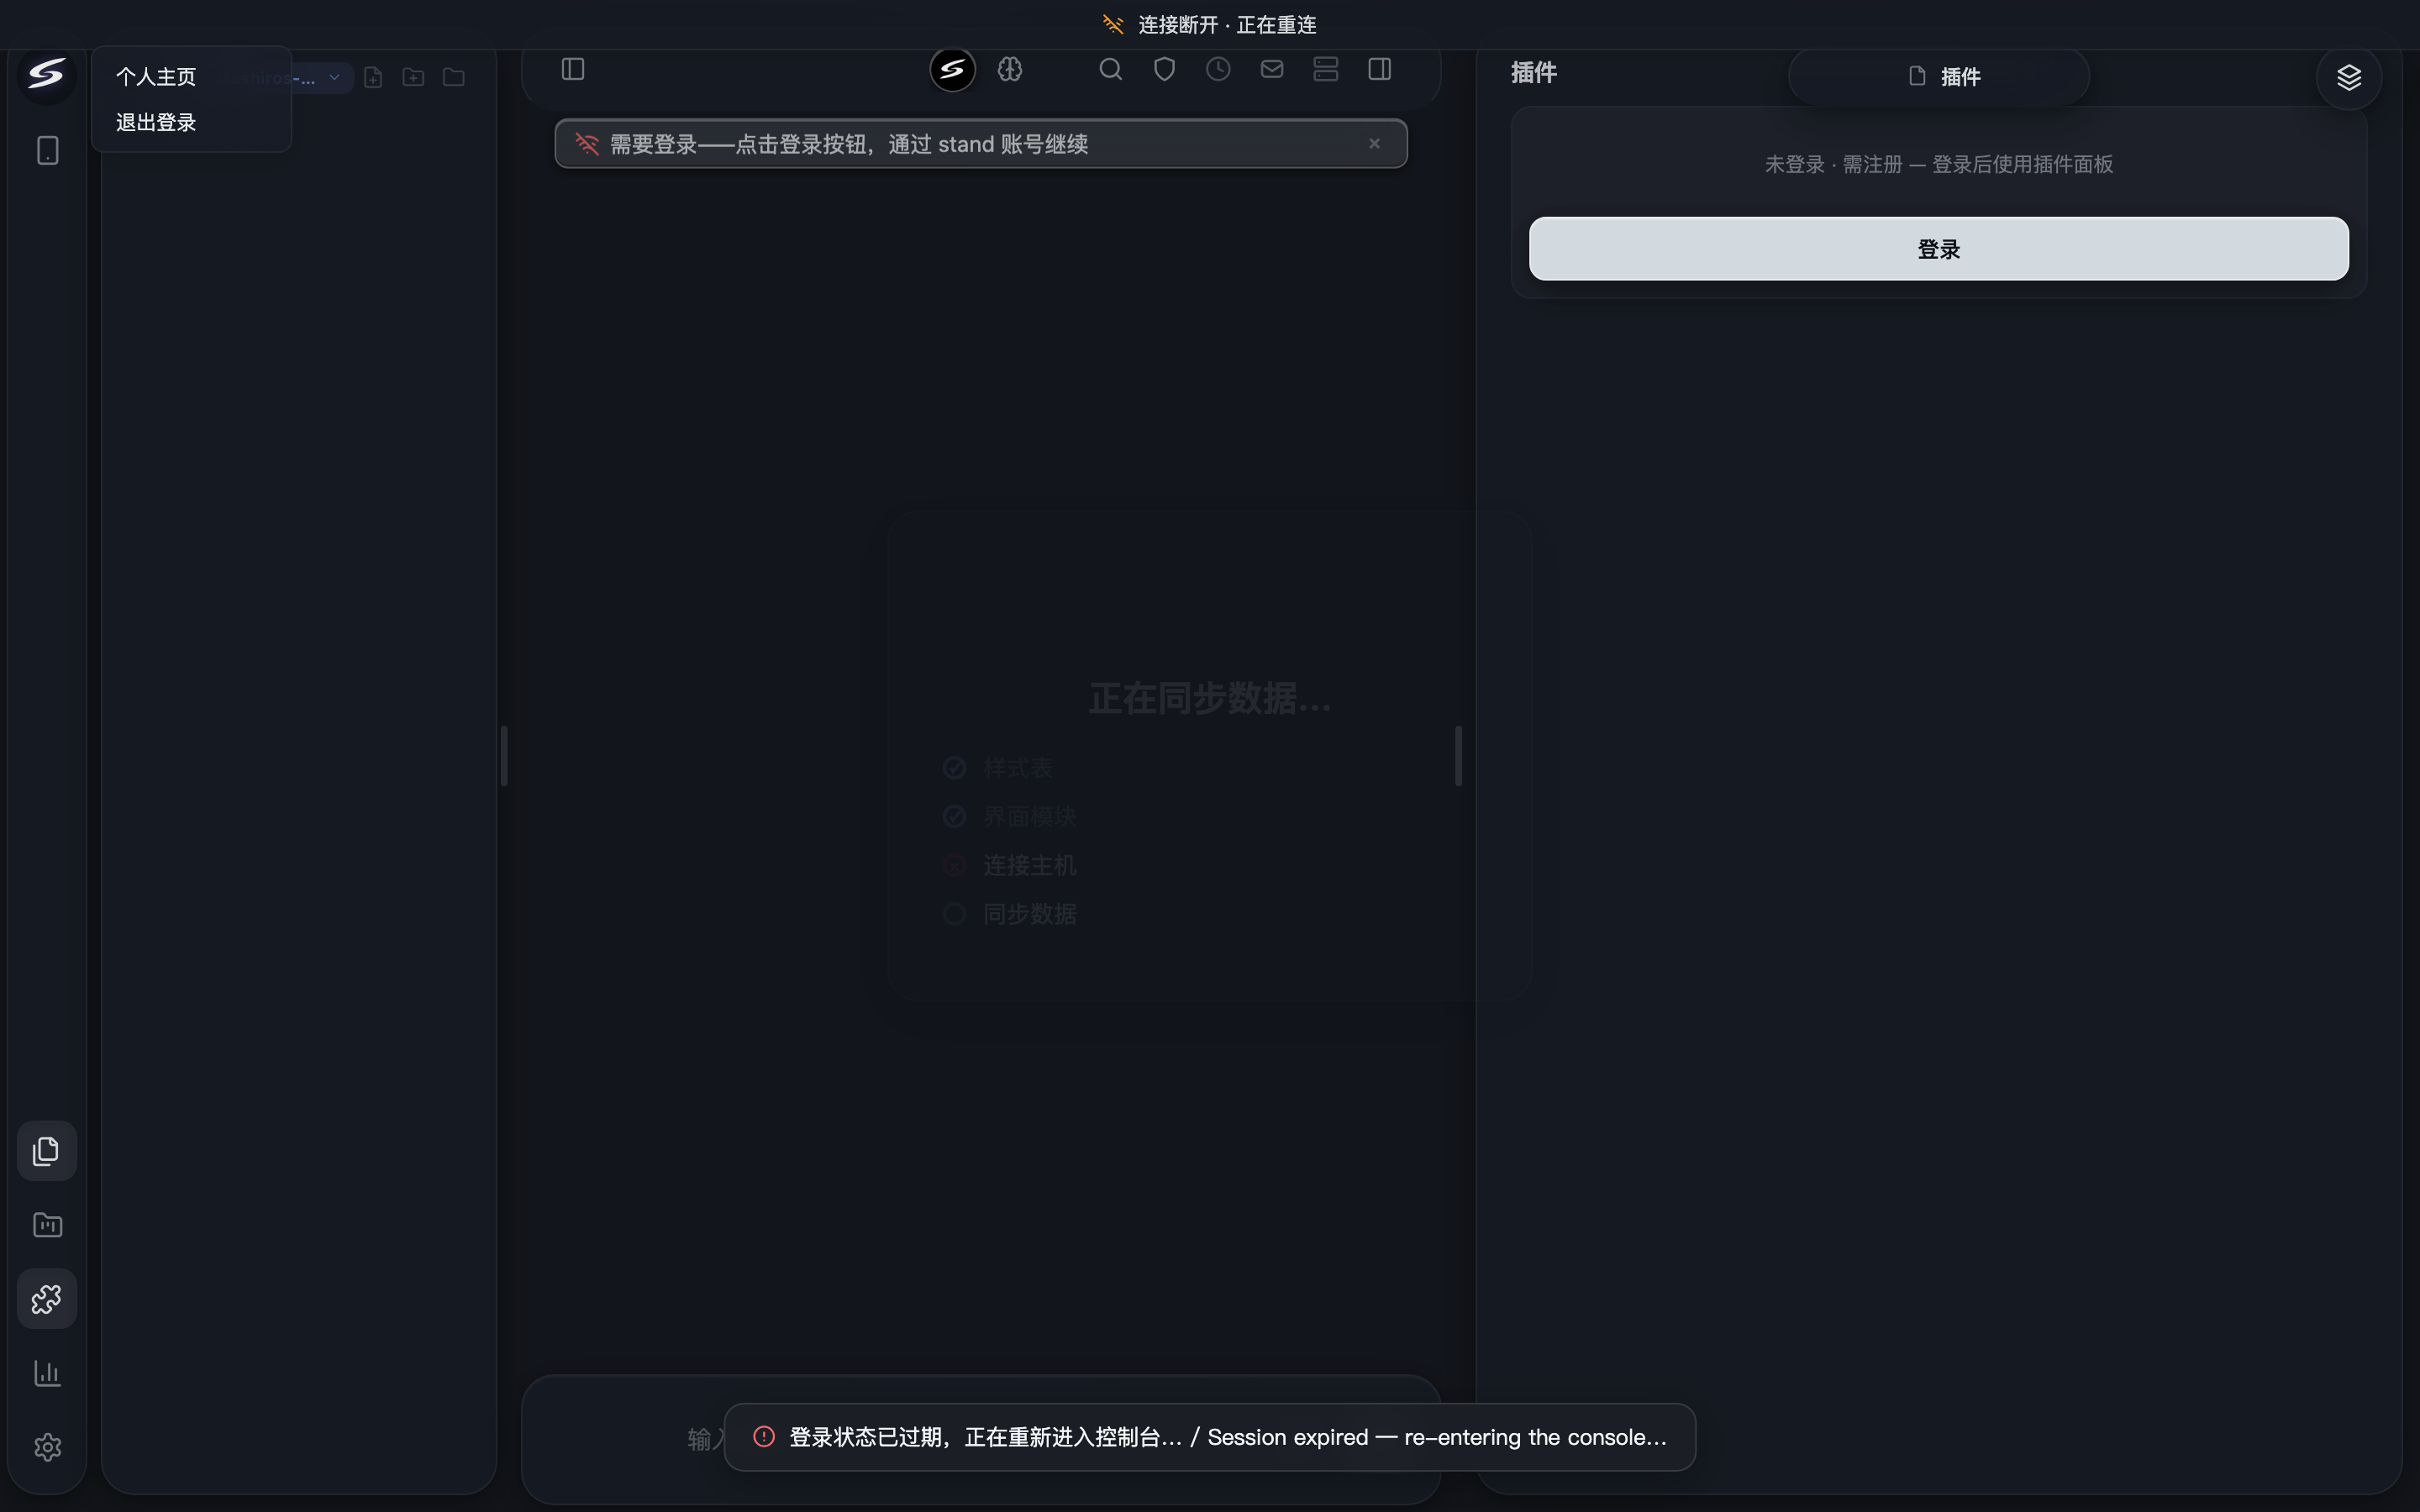 连接断开 · 正在重连
个人主页
退出登录
需要登录——点击登录按钮，通过 stand 账号继续
插件
插件
未登录 · 需注册 — 登录后使用插件面板
登录
正在同步数据...
样式表
界面模块
连接主机
同步数据
输入
登录状态已过期，正在重新进入控制台... / Session expired — re-entering the console...